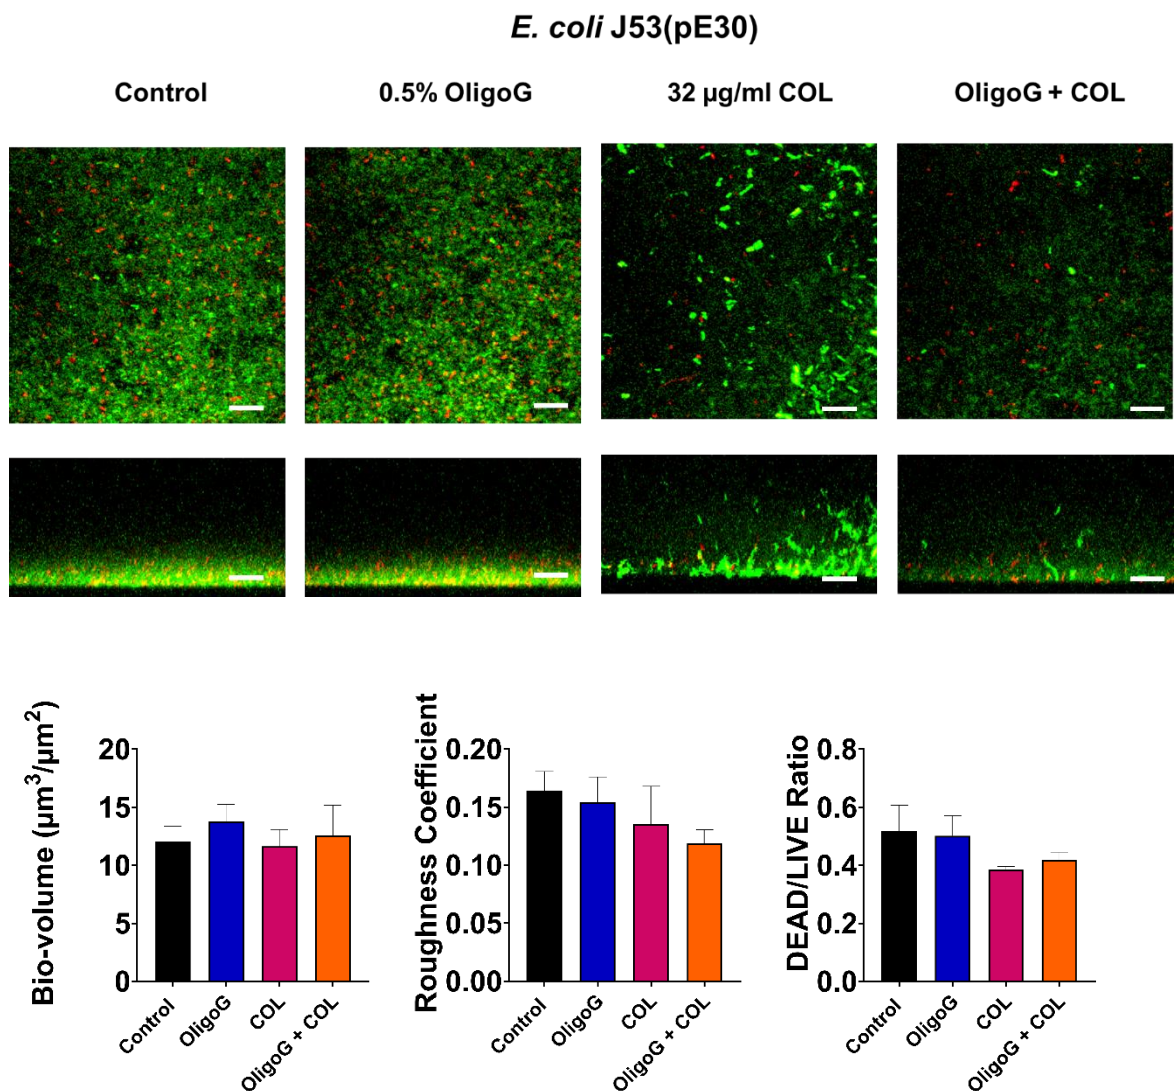 E. coli J53(pE30)
Control
0.5% OligoG
32 µg/ml COL
OligoG + COL
Bio-volume (µm³/µm²)
20
15
10
5
0
Control
OligoG
COL
OligoG + COL
Roughness Coefficient
0.20
0.15
0.10
0.05
0.00
Control
OligoG
COL
OligoG + COL
DEAD/LIVE Ratio
0.8
0.6
0.4
0.2
0.0
Control
OligoG
COL
OligoG + COL